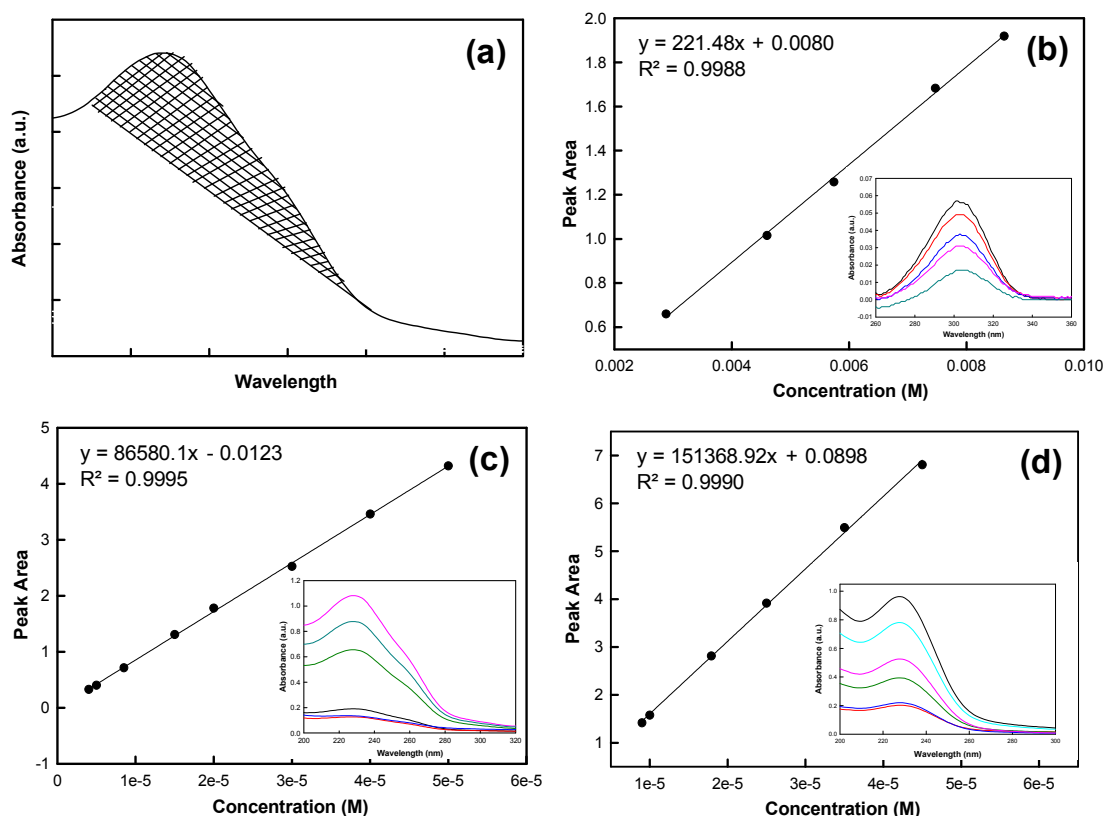 (a)
Absorbance (a.u.)
Wavelength
(b)
y = 221.48x + 0.0080
R² = 0.9988
2.0
1.8
1.6
1.4
1.2
1.0
0.8
0.6
Peak Area
0.002
0.004
0.006
0.008
0.010
Concentration (M)
0.07
0.06
0.05
0.04
0.03
0.02
0.01
0.00
-0.01
Absorbance (a.u.)
260
280
300
320
340
360
Wavelength (nm)
(c)
y = 86580.1x - 0.0123
R² = 0.9995
5
4
3
2
1
0
-1
Peak Area
0
1e-5
2e-5
3e-5
4e-5
5e-5
6e-5
Concentration (M)
1.2
1.0
0.8
0.6
0.4
0.2
0.0
Absorbance (a.u.)
200
220
240
260
280
300
320
Wavelength (nm)
(d)
y = 151368.92x + 0.0898
R² = 0.9990
7
6
5
4
3
2
1
Peak Area
1e-5
2e-5
3e-5
4e-5
5e-5
6e-5
Concentration (M)
1.0
0.8
0.6
0.4
0.2
0.0
Absorbance (a.u.)
200
220
240
260
280
300
Wavelength (nm)